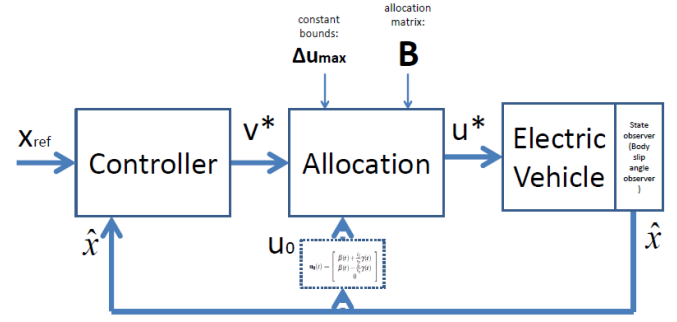 constant
bounds:
Δumax
allocation
matrix:
B
xref
Controller
v*
Allocation
u*
Electric
Vehicle
State
observer
(Body
slip
angle
observer
)
x̂
u0
x̂